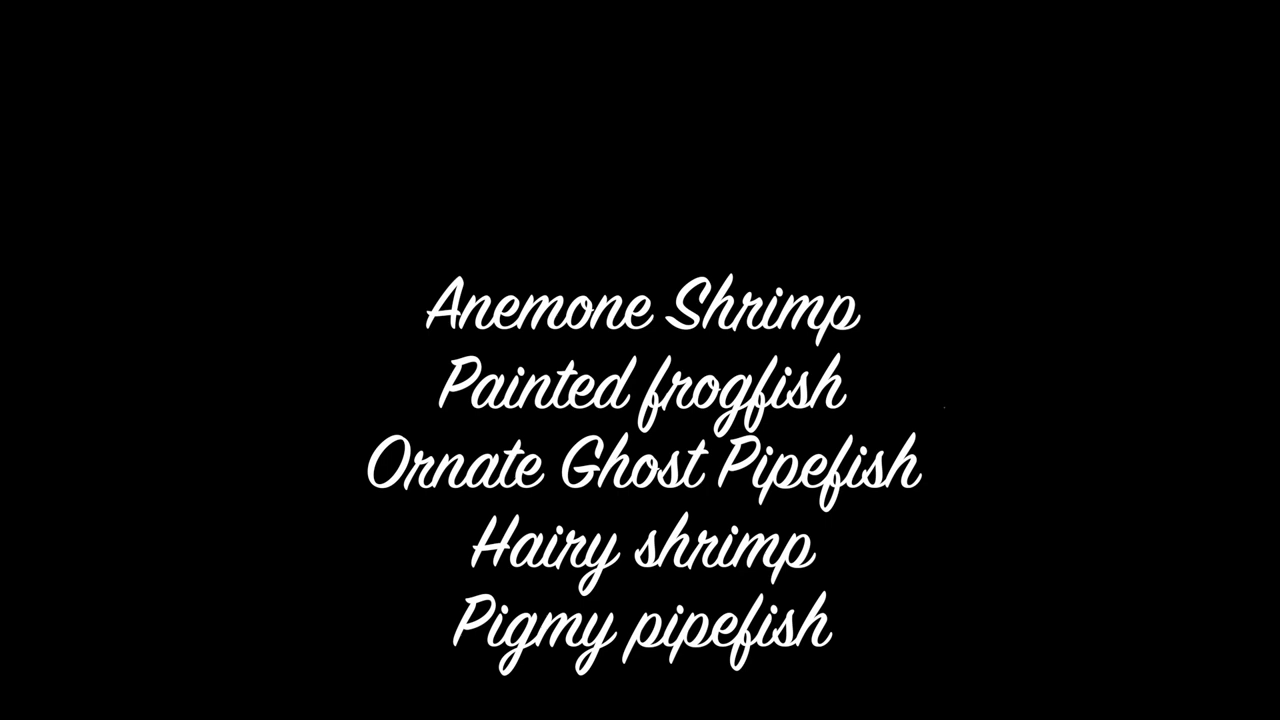 Anemone Shrimp
Painted frogfish
Ornate Ghost Pipefish
Hairy shrimp
Pigmy pipefish